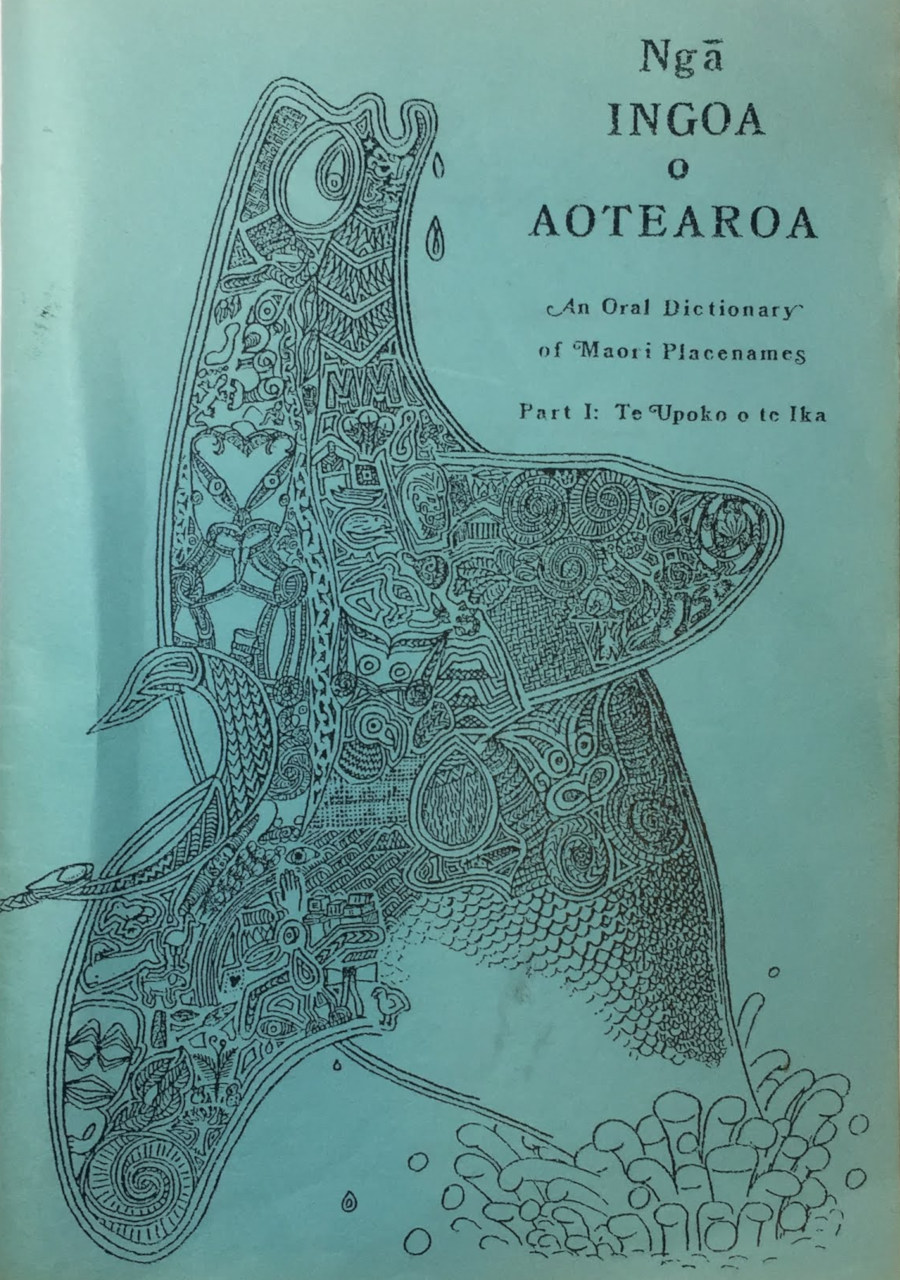 Ngā
INGOA
o
AOTEAROA
An Oral Dictionary
of Maori Placenames
Part I: Te Upoko o te Ika